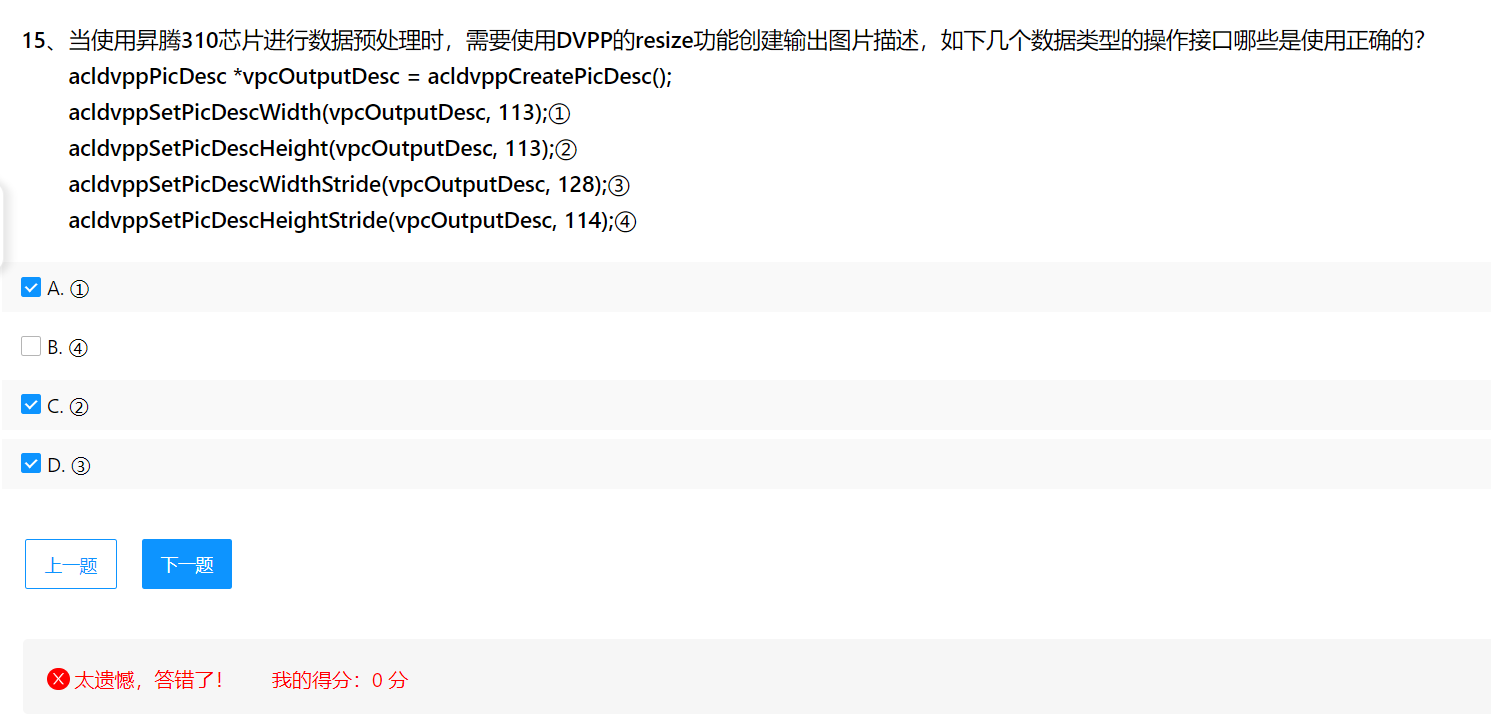 15、当使用昇腾310芯片进行数据预处理时，需要使用DVPP的resize功能创建输出图片描述，如下几个数据类型的操作接口哪些是使用正确的？
acldvppPicDesc *vpcOutputDesc = acldvppCreatePicDesc();
acldvppSetPicDescWidth(vpcOutputDesc, 113);①
acldvppSetPicDescHeight(vpcOutputDesc, 113);②
acldvppSetPicDescWidthStride(vpcOutputDesc, 128);③
acldvppSetPicDescHeightStride(vpcOutputDesc, 114);④
A. ①
B. ④
C. ②
D. ③
上一题 下一题
太遗憾，答错了！ 我的得分：0 分